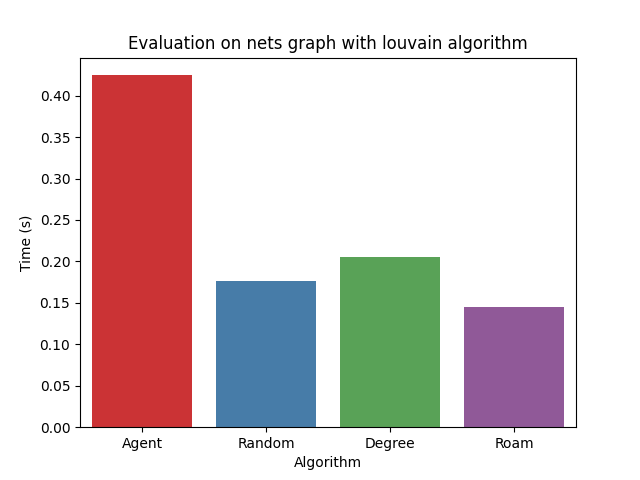 Evaluation on nets graph with louvain algorithm
Time (s)
0.40
0.35
0.30
0.25
0.20
0.15
0.10
0.05
0.00
Agent Random Degree Roam
Algorithm